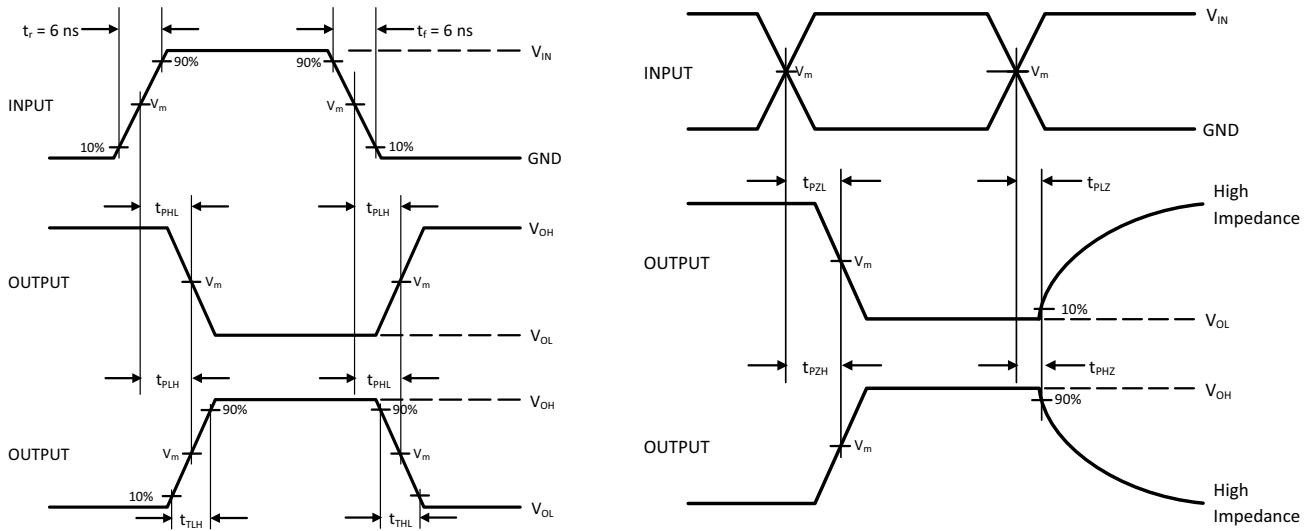 t_r = 6 ns
t_f = 6 ns
V_IN
90%
90%
INPUT
V_m
V_m
10%
10%
GND
t_PHL
t_PLH
V_OH
OUTPUT
V_m
V_m
V_OL
t_PLH
t_PHL
V_OH
90%
90%
OUTPUT
V_m
V_m
10%
V_OL
t_TLH
t_THL
V_IN
INPUT
V_m
V_m
GND
t_PZL
t_PLZ
High
Impedance
OUTPUT
V_m
10%
V_OL
t_PZH
t_PHZ
V_OH
90%
OUTPUT
V_m
High
Impedance